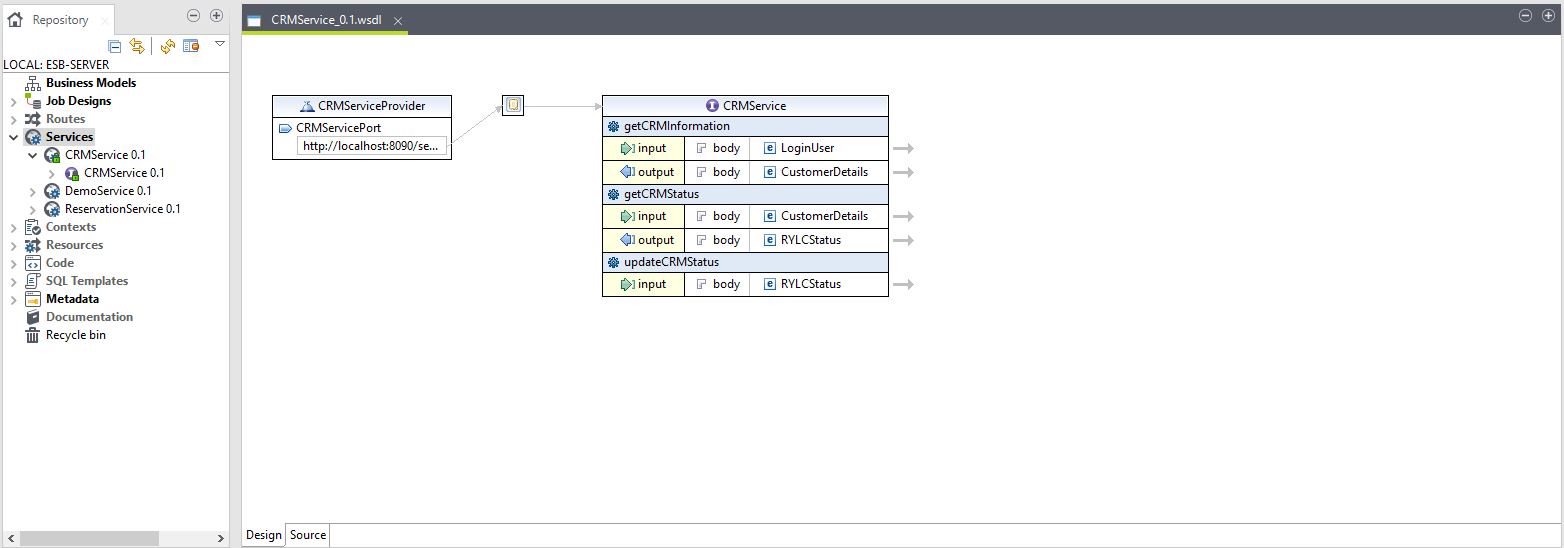 Repository
LOCAL: ESB-SERVER
Business Models
Job Designs
Routes
Services
CRMService 0.1
CRMService 0.1
DemoService 0.1
ReservationService 0.1
Contexts
Resources
Code
SQL Templates
Metadata
Documentation
Recycle bin
CRMService_0.1.wsdl
CRMServiceProvider
CRMServicePort
http://localhost:8090/se...
CRMService
getCRMInformation
input body LoginUser
output body CustomerDetails
getCRMStatus
input body CustomerDetails
output body RYLCStatus
updateCRMStatus
input body RYLCStatus
Design Source